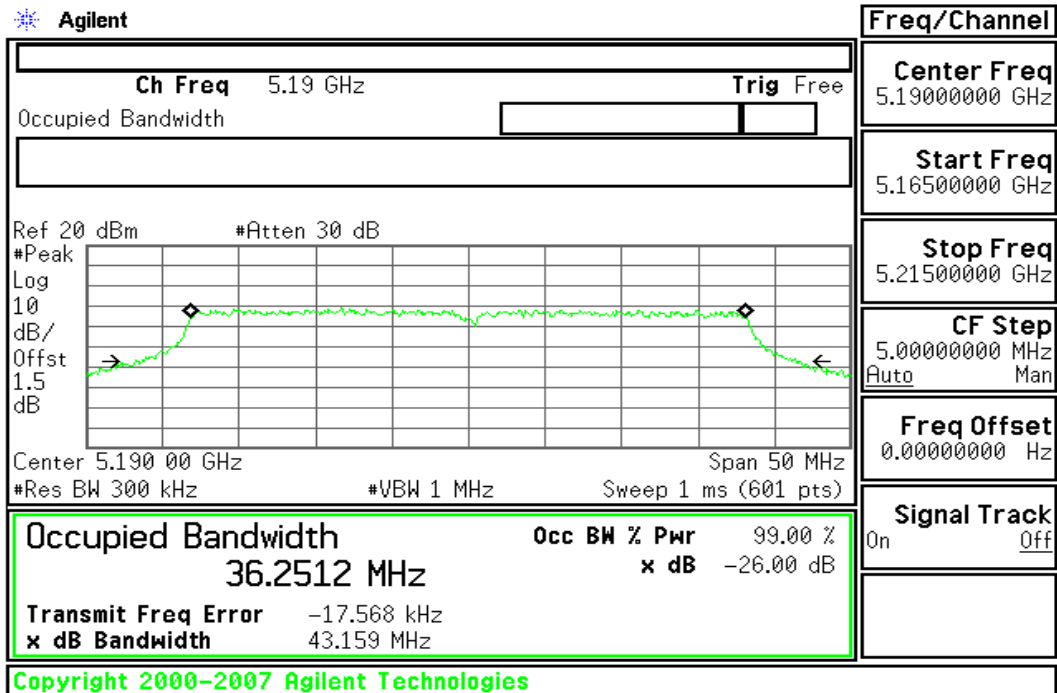 Agilent
Freq/Channel
Ch Freq 5.19 GHz Trig Free
Occupied Bandwidth
Center Freq
5.19000000 GHz
Start Freq
5.16500000 GHz
Stop Freq
5.21500000 GHz
CF Step
5.00000000 MHz
Auto Man
Freq Offset
0.00000000 Hz
Signal Track
On Off
Ref 20 dBm #Atten 30 dB
#Peak
Log
10
dB/
Offst
1.5
dB
Center 5.190 00 GHz Span 50 MHz
#Res BW 300 kHz #VBW 1 MHz Sweep 1 ms (601 pts)
Occupied Bandwidth
36.2512 MHz
Occ BW % Pwr 99.00 %
x dB -26.00 dB
Transmit Freq Error -17.568 kHz
x dB Bandwidth 43.159 MHz
Copyright 2000-2007 Agilent Technologies